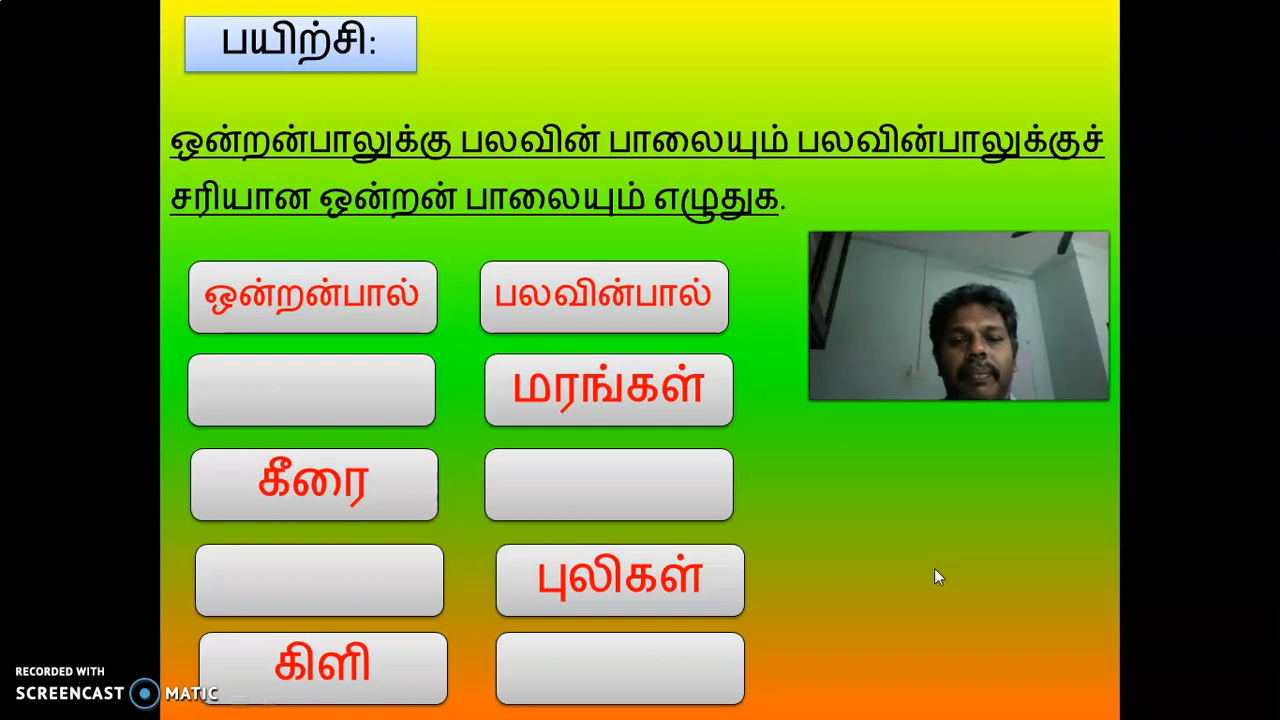 பயிற்சி:
ஒன்றன்பாலுக்கு பலவின் பாலையும் பலவின்பாலுக்குச்
சரியான ஒன்றன் பாலையும் எழுதுக.
ஒன்றன்பால் பலவின்பால்
மரங்கள்
கீரை
புலிகள்
கிளி
RECORDED WITH
SCREENCAST MATIC